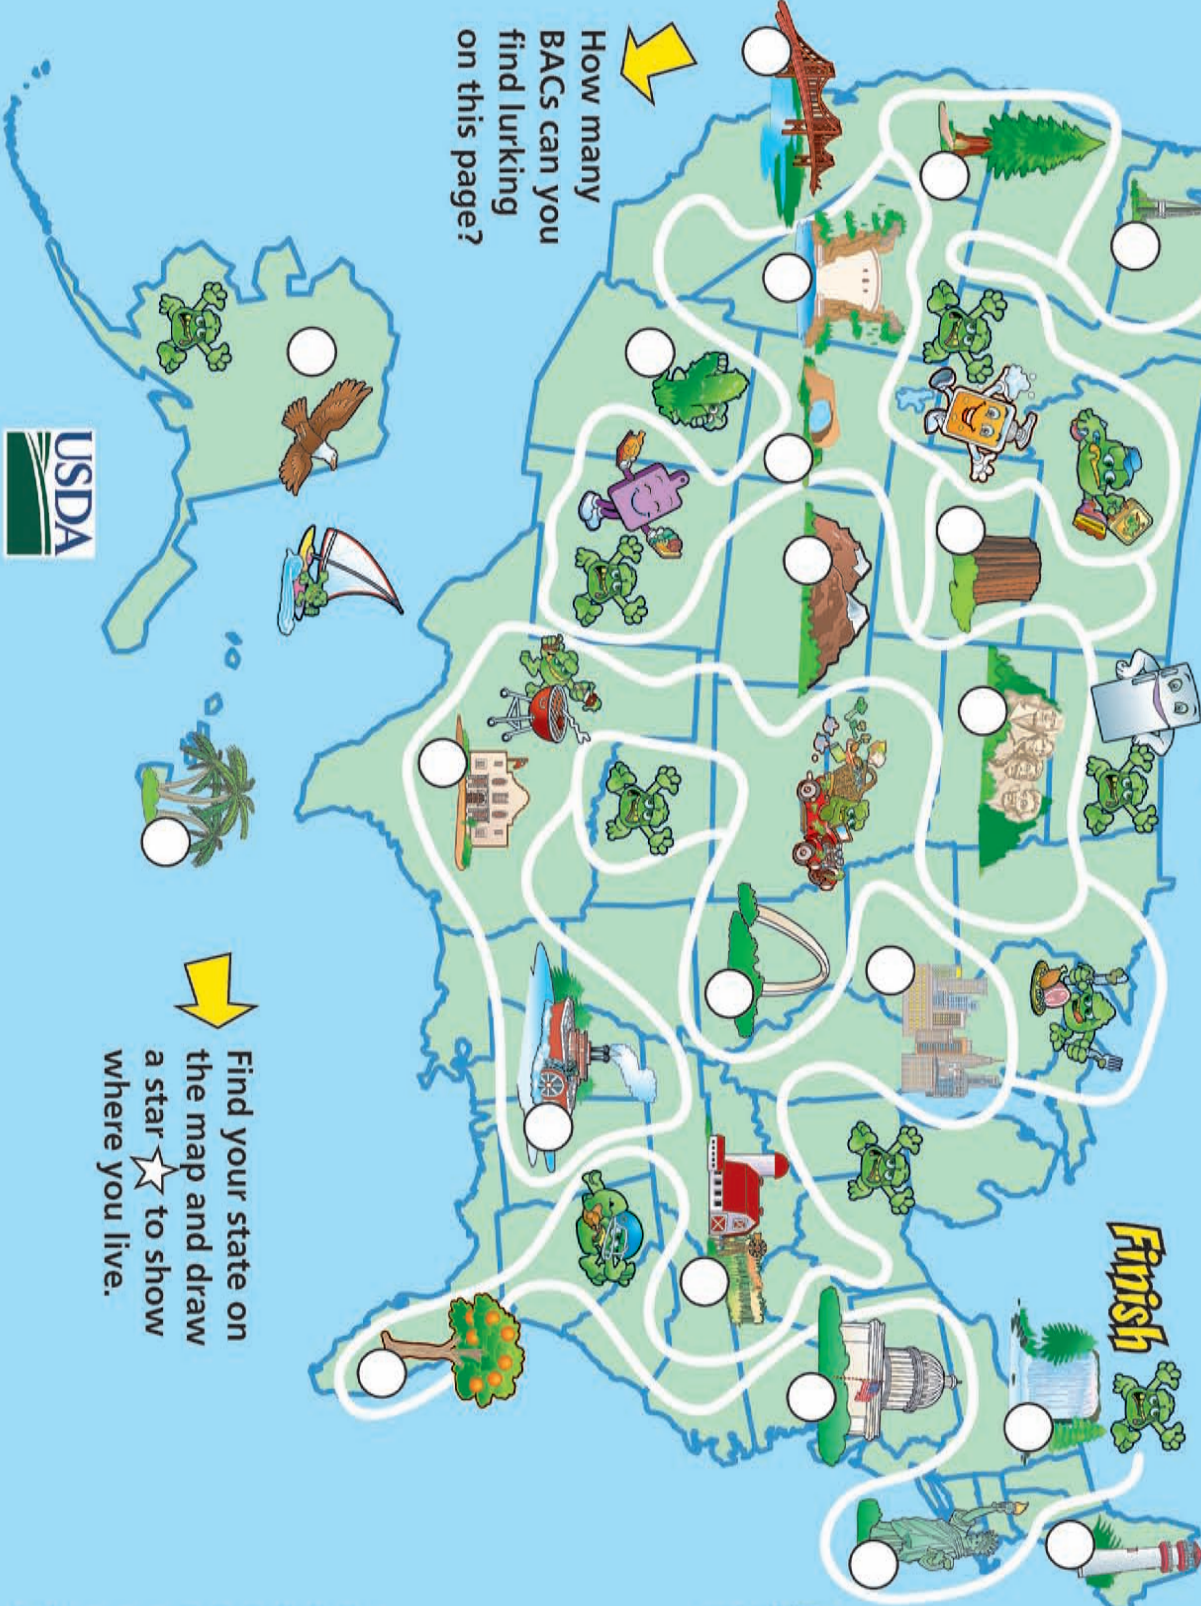 Finish
How many
BACs can you
find lurking
on this page?
Find your state on
the map and draw
a star to show
where you live.
USDA